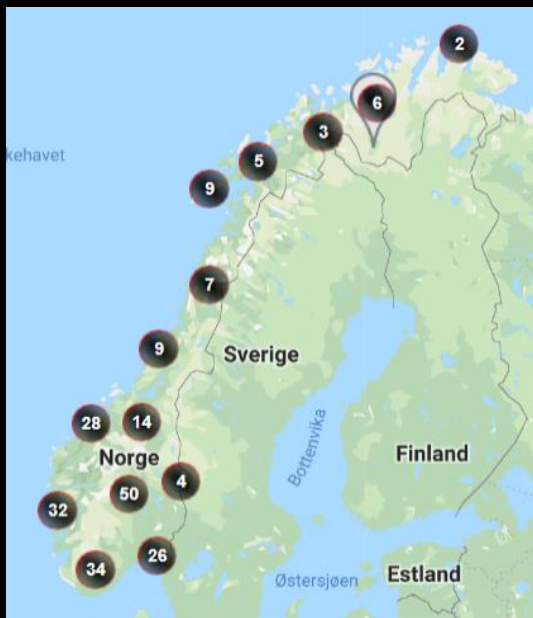 2
6
3
kehavet
5
9
7
9
Sverige
28
14
Bottenvika
Finland
Norge
4
50
32
26
34
Østersjøen
Estland